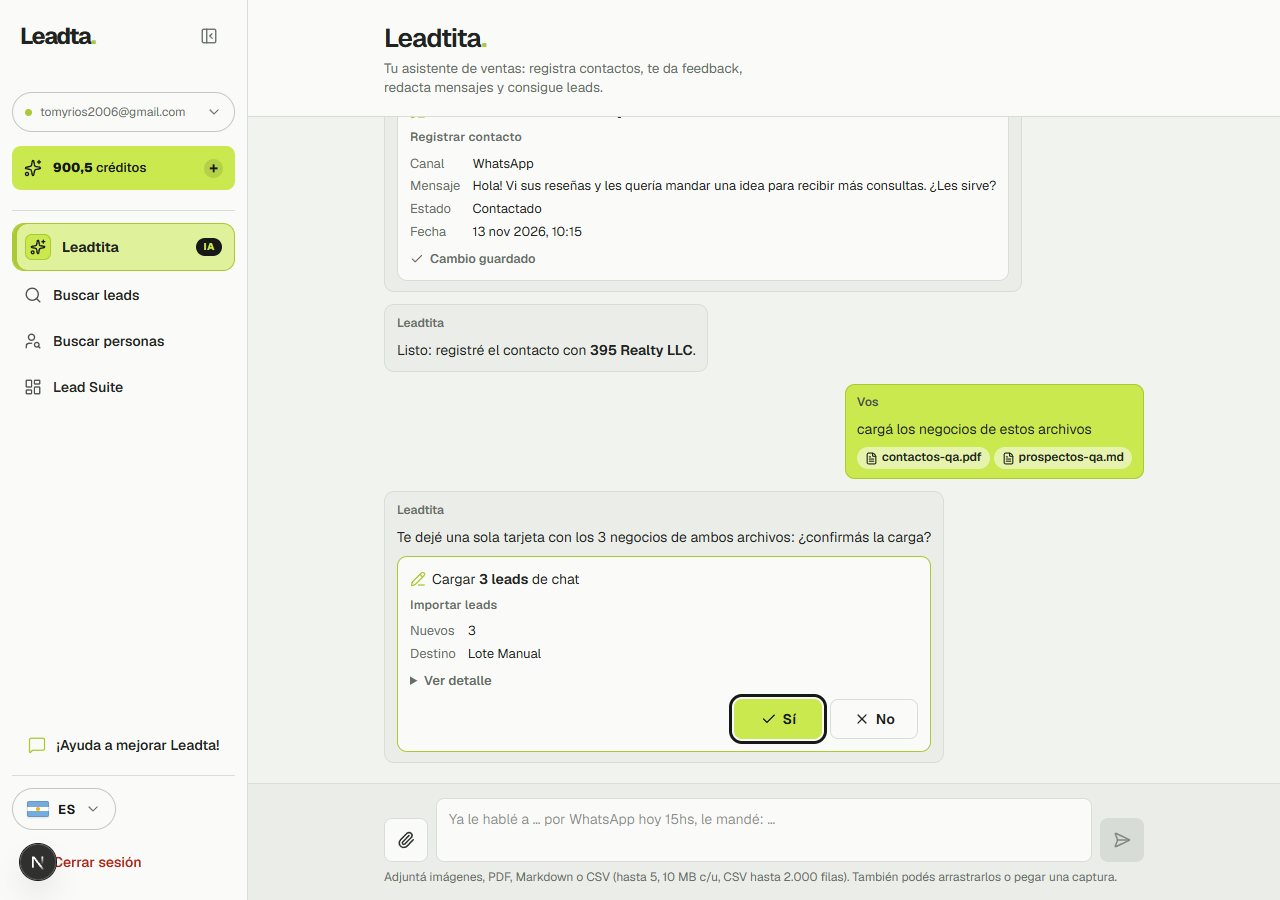 Leadta.
tomyrios2006@gmail.com
900,5 créditos
+
Leadtita
IA
Buscar leads
Buscar personas
Lead Suite
¡Ayuda a mejorar Leadta!
ES
N
Cerrar sesión
Leadtita.
Tu asistente de ventas: registra contactos, te da feedback,
redacta mensajes y consigue leads.
Registrar contacto
Canal WhatsApp
Mensaje Hola! Vi sus reseñas y les quería mandar una idea para recibir más consultas. ¿Les sirve?
Estado Contactado
Fecha 13 nov 2026, 10:15
Cambio guardado
Leadtita
Listo: registré el contacto con 395 Realty LLC.
Vos
cargá los negocios de estos archivos
contactos-qa.pdf prospectos-qa.md
Leadtita
Te dejé una sola tarjeta con los 3 negocios de ambos archivos: ¿confirmás la carga?
Cargar 3 leads de chat
Importar leads
Nuevos 3
Destino Lote Manual
Ver detalle
Sí
No
Ya le hablé a ... por WhatsApp hoy 15hs, le mandé: ...
Adjuntá imágenes, PDF, Markdown o CSV (hasta 5, 10 MB c/u, CSV hasta 2.000 filas). También podés arrastrarlos o pegar una captura.